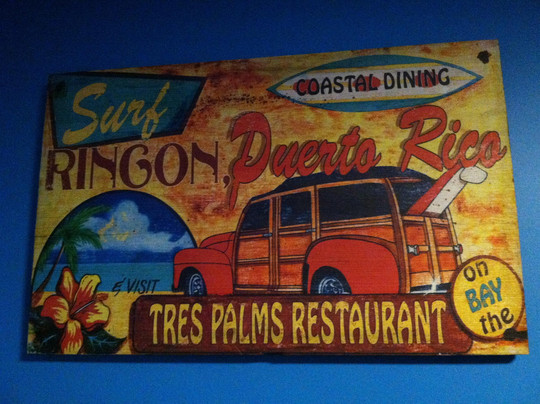 COASTAL DINING
Surf
RINCON, Puerto Rico
& VISIT
TRES PALMS RESTAURANT
on
BAY
the